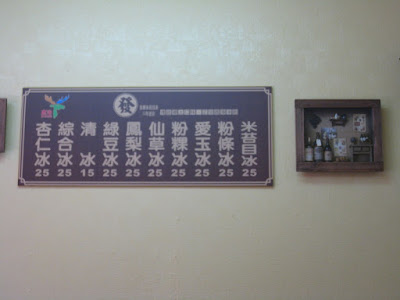 發
米苔目冰 25
粉條冰 25
愛玉冰 25
粉粿冰 25
仙草冰 25
鳳梨冰 25
綠豆冰 25
清冰 15
綜合冰 25
杏仁冰 25